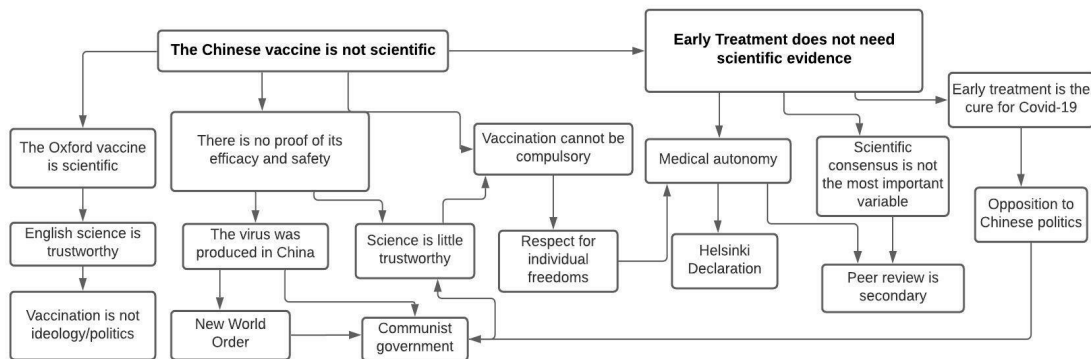 The Chinese vaccine is not scientific
Early Treatment does not need
scientific evidence
Early treatment is the
cure for Covid-19
The Oxford vaccine
is scientific
There is no proof of its
efficacy and safety
Vaccination cannot be
compulsory
Medical autonomy
Scientific
consensus is not
the most important
variable
Opposition to
Chinese politics
English science is
trustworthy
The virus was
produced in China
Science is little
trustworthy
Respect for
individual
freedoms
Helsinki
Declaration
Peer review is
secondary
Vaccination is not
ideology/politics
New World
Order
Communist
government